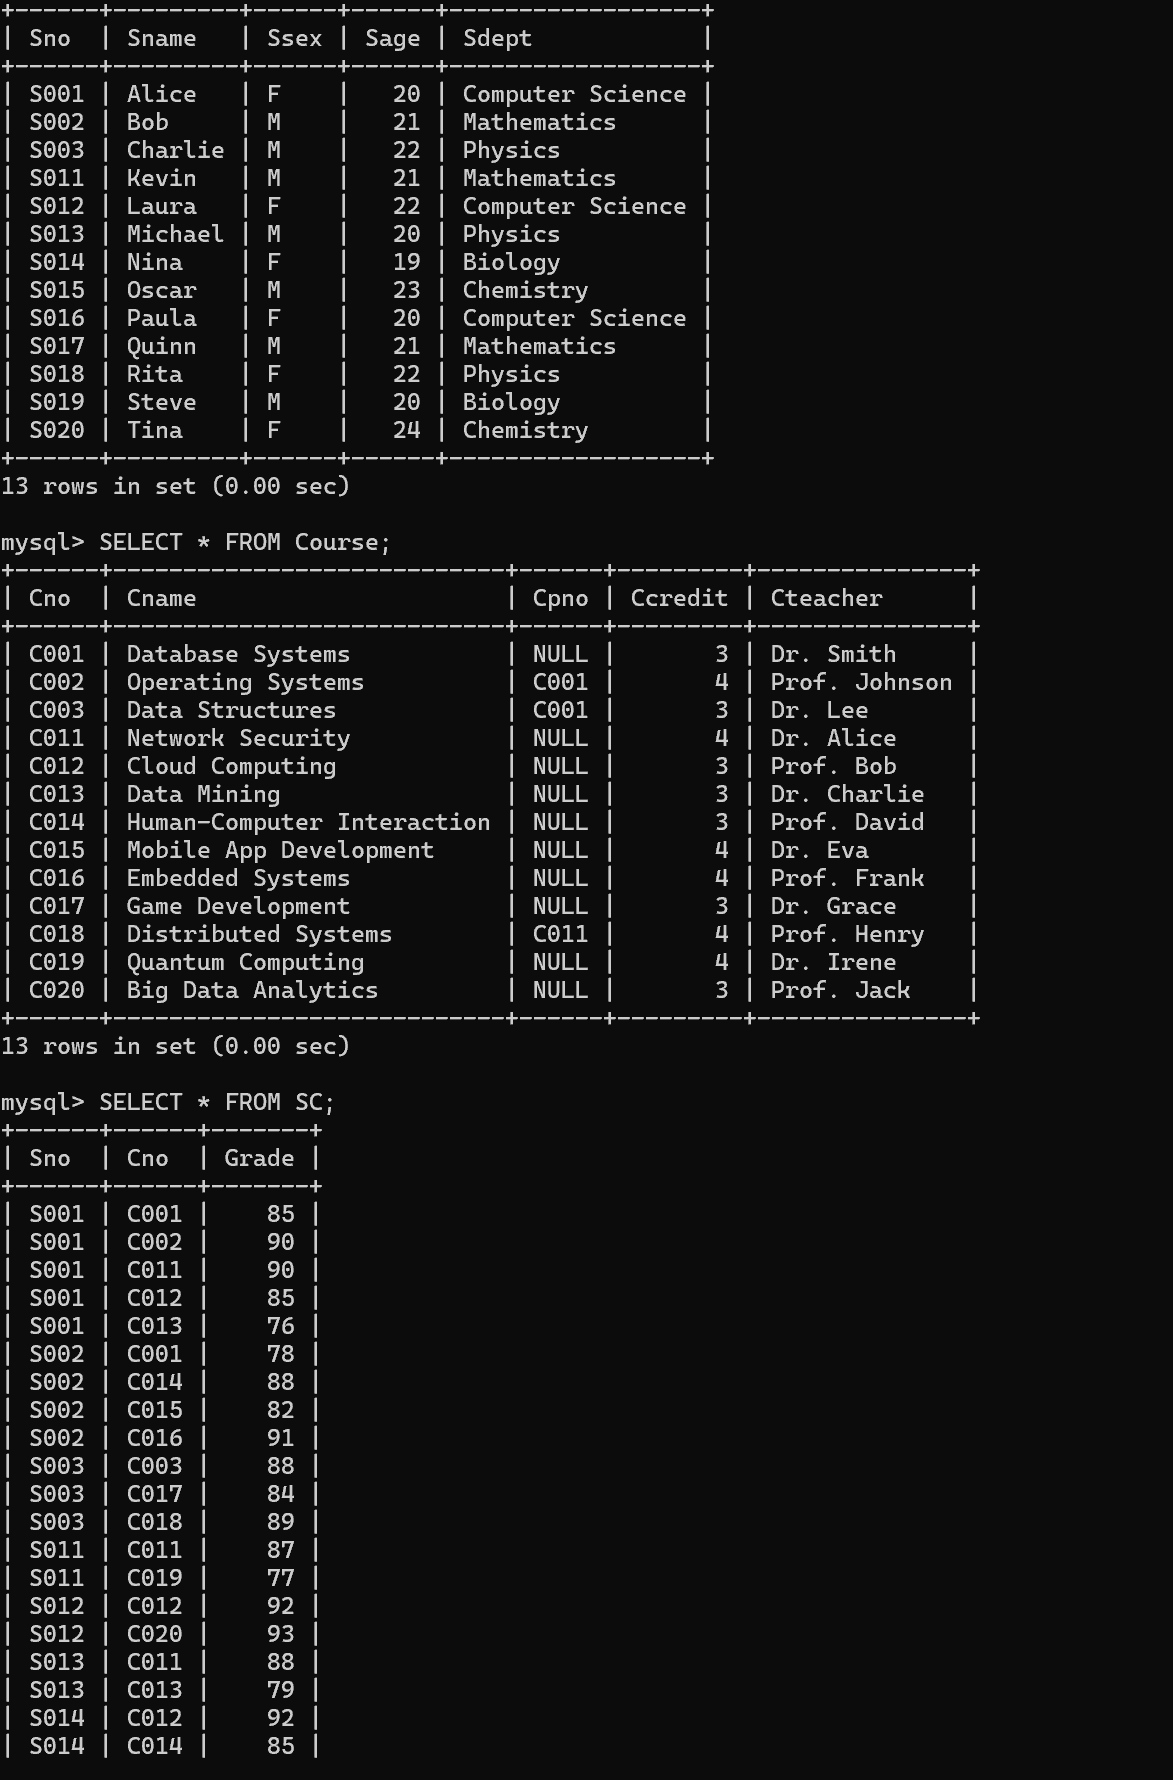 +------+---------+------+------+------------------+
| Sno  | Sname   | Ssex | Sage | Sdept            |
+------+---------+------+------+------------------+
| S001 | Alice   | F    |   20 | Computer Science |
| S002 | Bob     | M    |   21 | Mathematics      |
| S003 | Charlie | M    |   22 | Physics          |
| S011 | Kevin   | M    |   21 | Mathematics      |
| S012 | Laura   | F    |   22 | Computer Science |
| S013 | Michael | M    |   20 | Physics          |
| S014 | Nina    | F    |   19 | Biology          |
| S015 | Oscar   | M    |   23 | Chemistry        |
| S016 | Paula   | F    |   20 | Computer Science |
| S017 | Quinn   | M    |   21 | Mathematics      |
| S018 | Rita    | F    |   22 | Physics          |
| S019 | Steve   | M    |   20 | Biology          |
| S020 | Tina    | F    |   24 | Chemistry        |
+------+---------+------+------+------------------+
13 rows in set (0.00 sec)

mysql> SELECT * FROM Course;
+------+----------------------------+------+---------+---------------+
| Cno  | Cname                      | Cpno | Ccredit | Cteacher      |
+------+----------------------------+------+---------+---------------+
| C001 | Database Systems           | NULL |       3 | Dr. Smith     |
| C002 | Operating Systems          | C001 |       4 | Prof. Johnson |
| C003 | Data Structures            | C001 |       3 | Dr. Lee       |
| C011 | Network Security           | NULL |       4 | Dr. Alice     |
| C012 | Cloud Computing            | NULL |       3 | Prof. Bob     |
| C013 | Data Mining                | NULL |       3 | Dr. Charlie   |
| C014 | Human-Computer Interaction | NULL |       3 | Prof. David   |
| C015 | Mobile App Development     | NULL |       4 | Dr. Eva       |
| C016 | Embedded Systems           | NULL |       4 | Prof. Frank   |
| C017 | Game Development           | NULL |       3 | Dr. Grace     |
| C018 | Distributed Systems        | C011 |       4 | Prof. Henry   |
| C019 | Quantum Computing          | NULL |       4 | Dr. Irene     |
| C020 | Big Data Analytics         | NULL |       3 | Prof. Jack    |
+------+----------------------------+------+---------+---------------+
13 rows in set (0.00 sec)

mysql> SELECT * FROM SC;
+------+------+-------+
| Sno  | Cno  | Grade |
+------+------+-------+
| S001 | C001 |    85 |
| S001 | C002 |    90 |
| S001 | C011 |    90 |
| S001 | C012 |    85 |
| S001 | C013 |    76 |
| S002 | C001 |    78 |
| S002 | C014 |    88 |
| S002 | C015 |    82 |
| S002 | C016 |    91 |
| S003 | C003 |    88 |
| S003 | C017 |    84 |
| S003 | C018 |    89 |
| S011 | C011 |    87 |
| S011 | C019 |    77 |
| S012 | C012 |    92 |
| S012 | C020 |    93 |
| S013 | C011 |    88 |
| S013 | C013 |    79 |
| S014 | C012 |    92 |
| S014 | C014 |    85 |